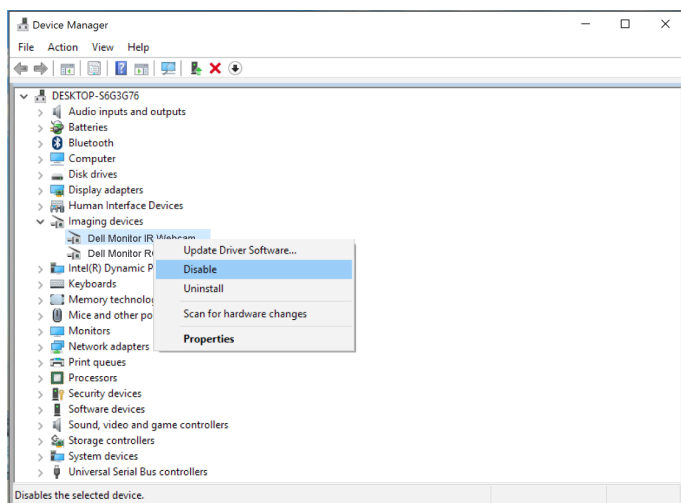 Device Manager
File Action View Help
DESKTOP-S6G3G76
Audio inputs and outputs
Batteries
Bluetooth
Computer
Disk drives
Display adapters
Human Interface Devices
Imaging devices
Dell Monitor IR Webcam
Dell Monitor
Intel(R) Dynamic
Keyboards
Memory
Mice and other
Monitors
Network adapters
Print queues
Processors
Security devices
Software devices
Sound, video and game controllers
Storage controllers
System devices
Universal Serial Bus controllers
Update Driver Software...
Disable
Uninstall
Scan for hardware changes
Properties
Disables the selected device.